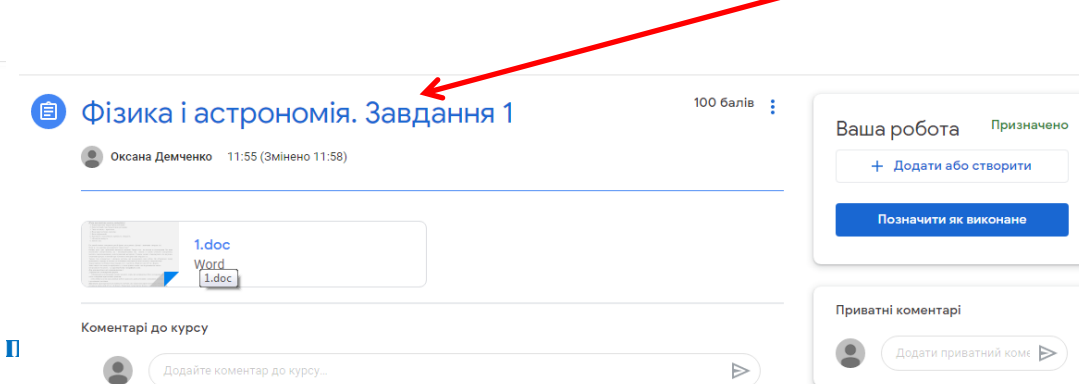 Фізика і астрономія. Завдання 1
100 балів
Оксана Демченко 11:55 (Змінено 11:58)
1.doc
Word
1.doc
Коментарі до курсу
Додайте коментар до курсу...
Ваша робота
Призначено
+ Додати або створити
Позначити як виконане
Приватні коментарі
Додати приватний коме